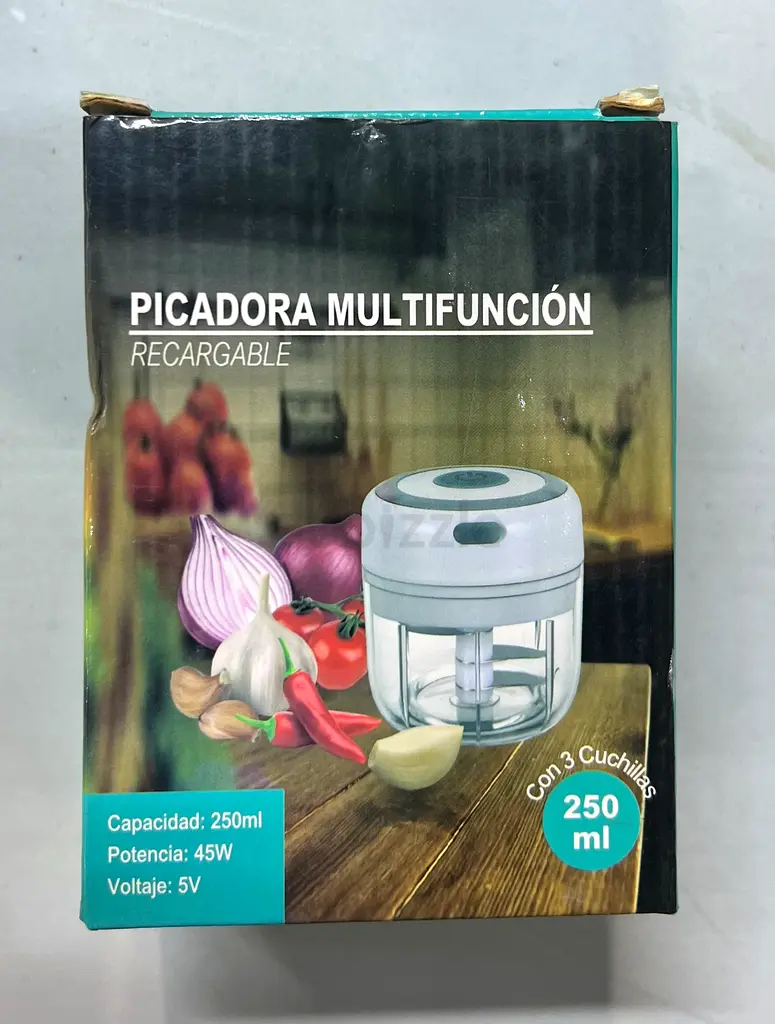 PICADORA MULTIFUNCIÓN
RECARGABLE
Con 3 Cuchillas
250
ml
Capacidad: 250ml
Potencia: 45W
Voltaje: 5V